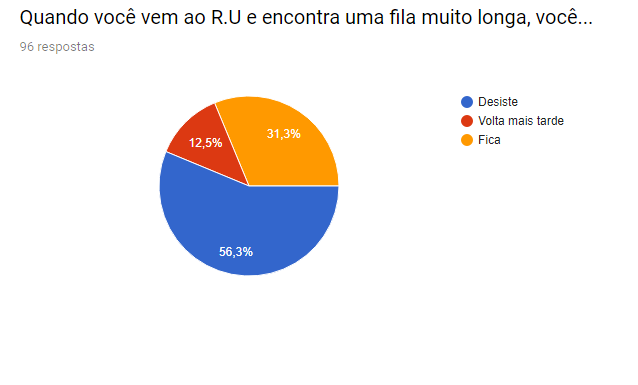 Quando você vem ao R.U e encontra uma fila muito longa, você...
96 respostas
Desiste
Volta mais tarde
Fica
31,3%
12,5%
56,3%